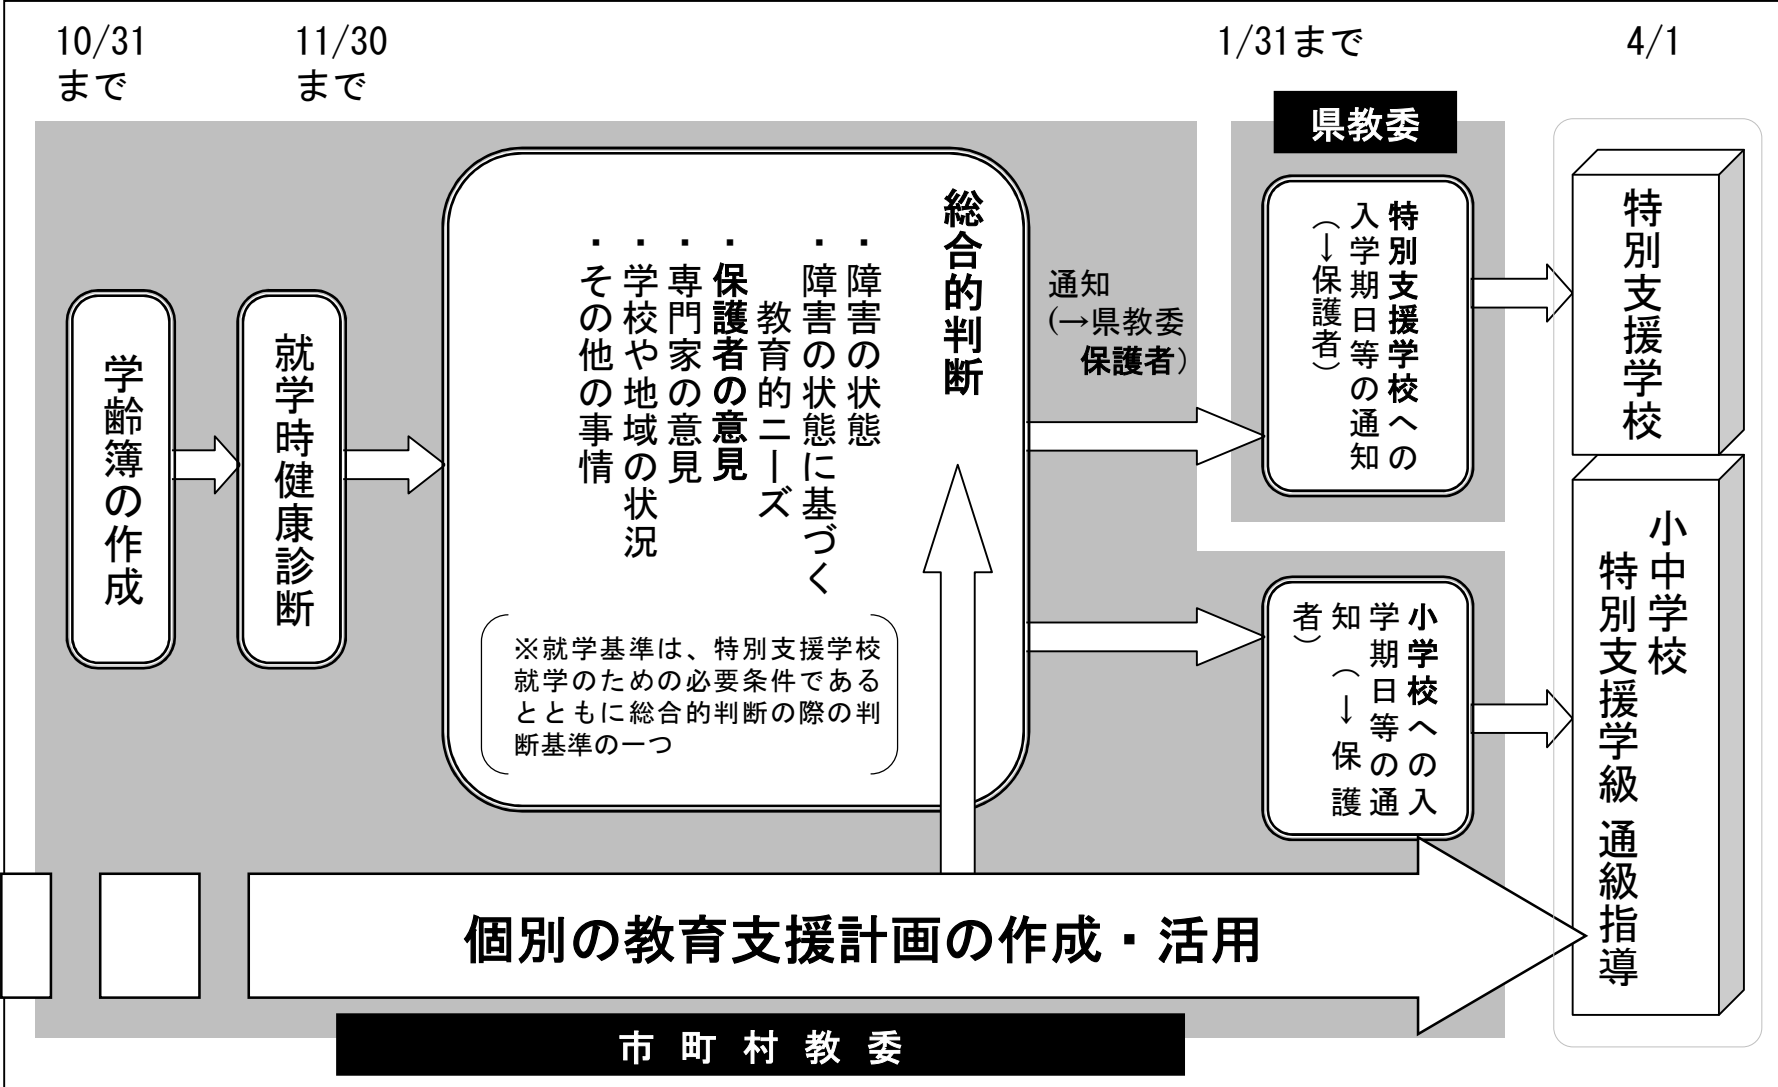 10/31
まで
11/30
まで
1/31まで
4/1
学齢簿の作成
就学時健康診断
総合的判断
・障害の状態
・障害の状態に基づく
教育的ニーズ
・保護者の意見
・専門家の意見
・学校や地域の状況
・その他の事情
※就学基準は、特別支援学校
就学のための必要条件である
とともに総合的判断の際の判
断基準の一つ
通知
(→県教委
保護者)
県教委
特別支援学校への
入学期日等の通知
(→保護者)
小学校への入
学期日等の通
知 (→保護
者)
特別支援学校
小中学校
特別支援学級 通級指導
個別の教育支援計画の作成・活用
市町村教委